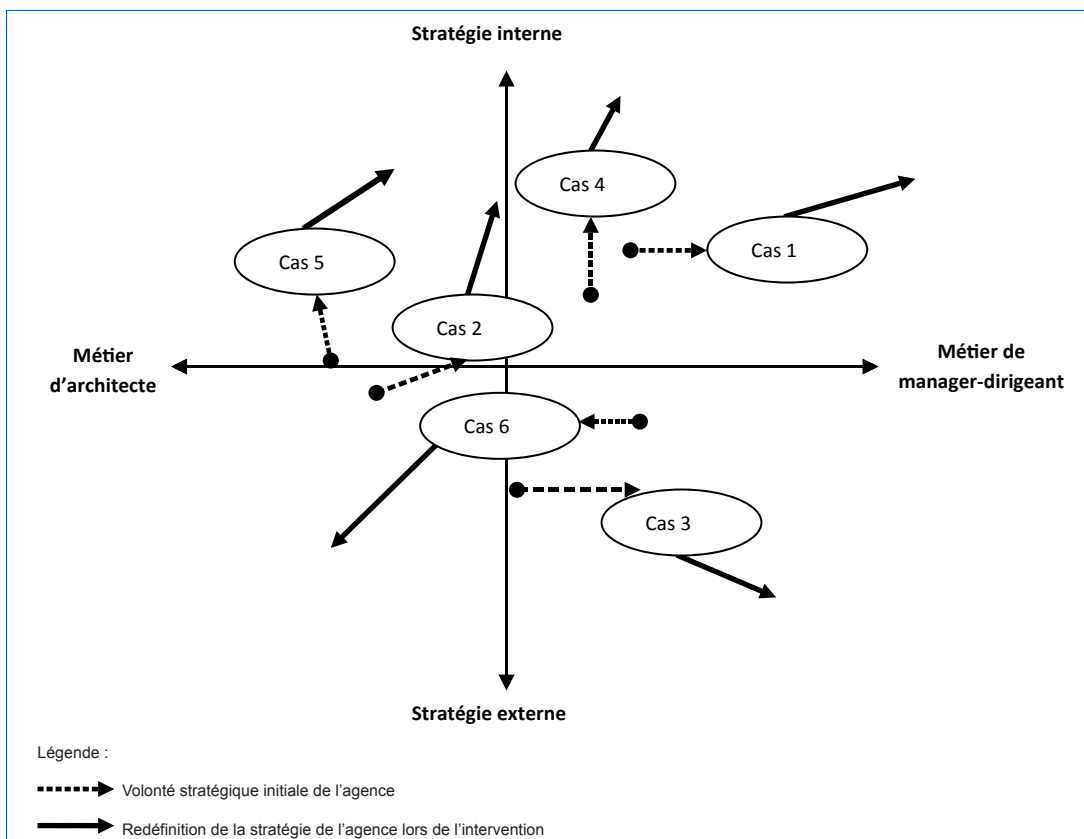 Stratégie interne
Cas 4
Cas 1
Cas 5
Cas 2
Métier
d’architecte
Métier de
manager-dirigeant
Cas 6
Cas 3
Stratégie externe
Légende :
Volonté stratégique initiale de l’agence
Redéfinition de la stratégie de l’agence lors de l’intervention